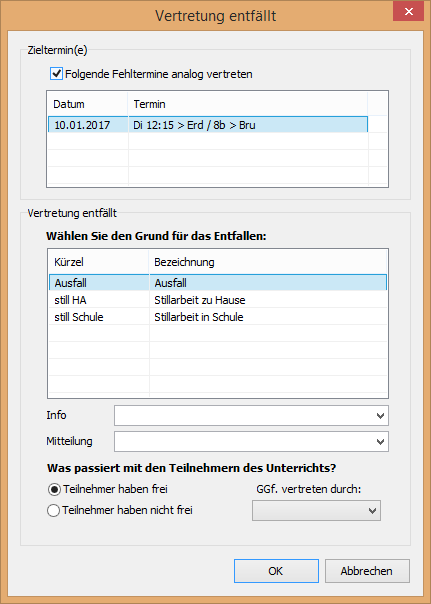 Vertretung entfällt
Zieltermin(e)
Folgende Fehltermine analog vertreten
Datum Termin
10.01.2017 Di 12:15 > Erd / 8b > Bru
Vertretung entfällt
Wählen Sie den Grund für das Entfallen:
Kürzel Bezeichnung
Ausfall Ausfall
still HA Stillarbeit zu Hause
still Schule Stillarbeit in Schule
Info
Mitteilung
Was passiert mit den Teilnehmern des Unterrichts?
Teilnehmer haben frei GGf. vertreten durch:
Teilnehmer haben nicht frei
OK Abbrechen